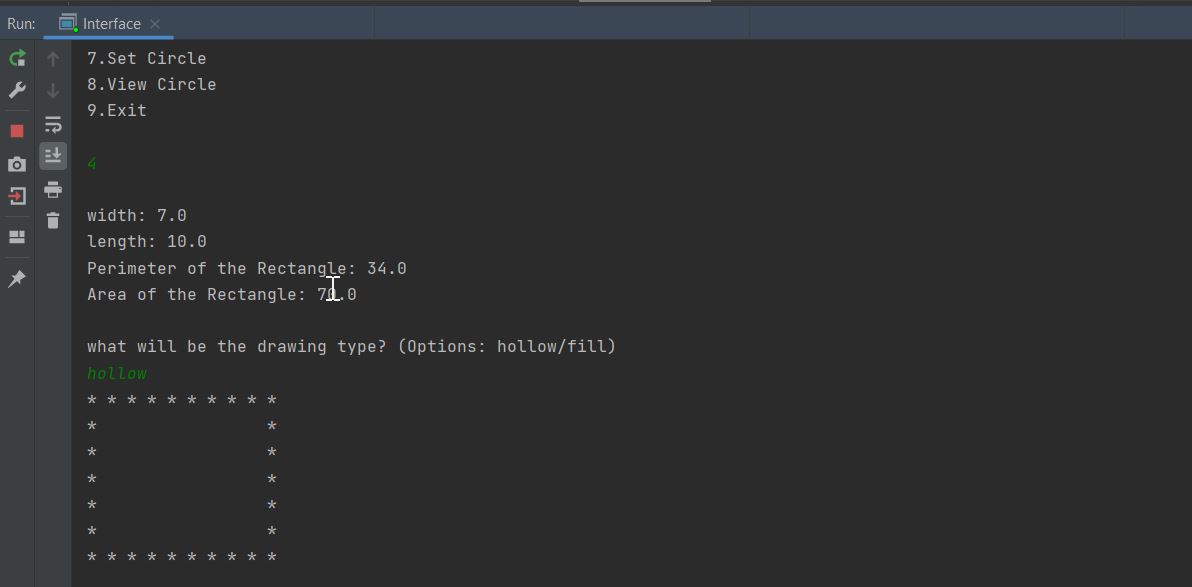 Run: Interface
7.Set Circle
8.View Circle
9.Exit
4
width: 7.0
length: 10.0
Perimeter of the Rectangle: 34.0
Area of the Rectangle: 70.0
what will be the drawing type? (Options: hollow/fill)
hollow
* * * * * * * * * *
*                 *
*                 *
*                 *
*                 *
*                 *
* * * * * * * * * *